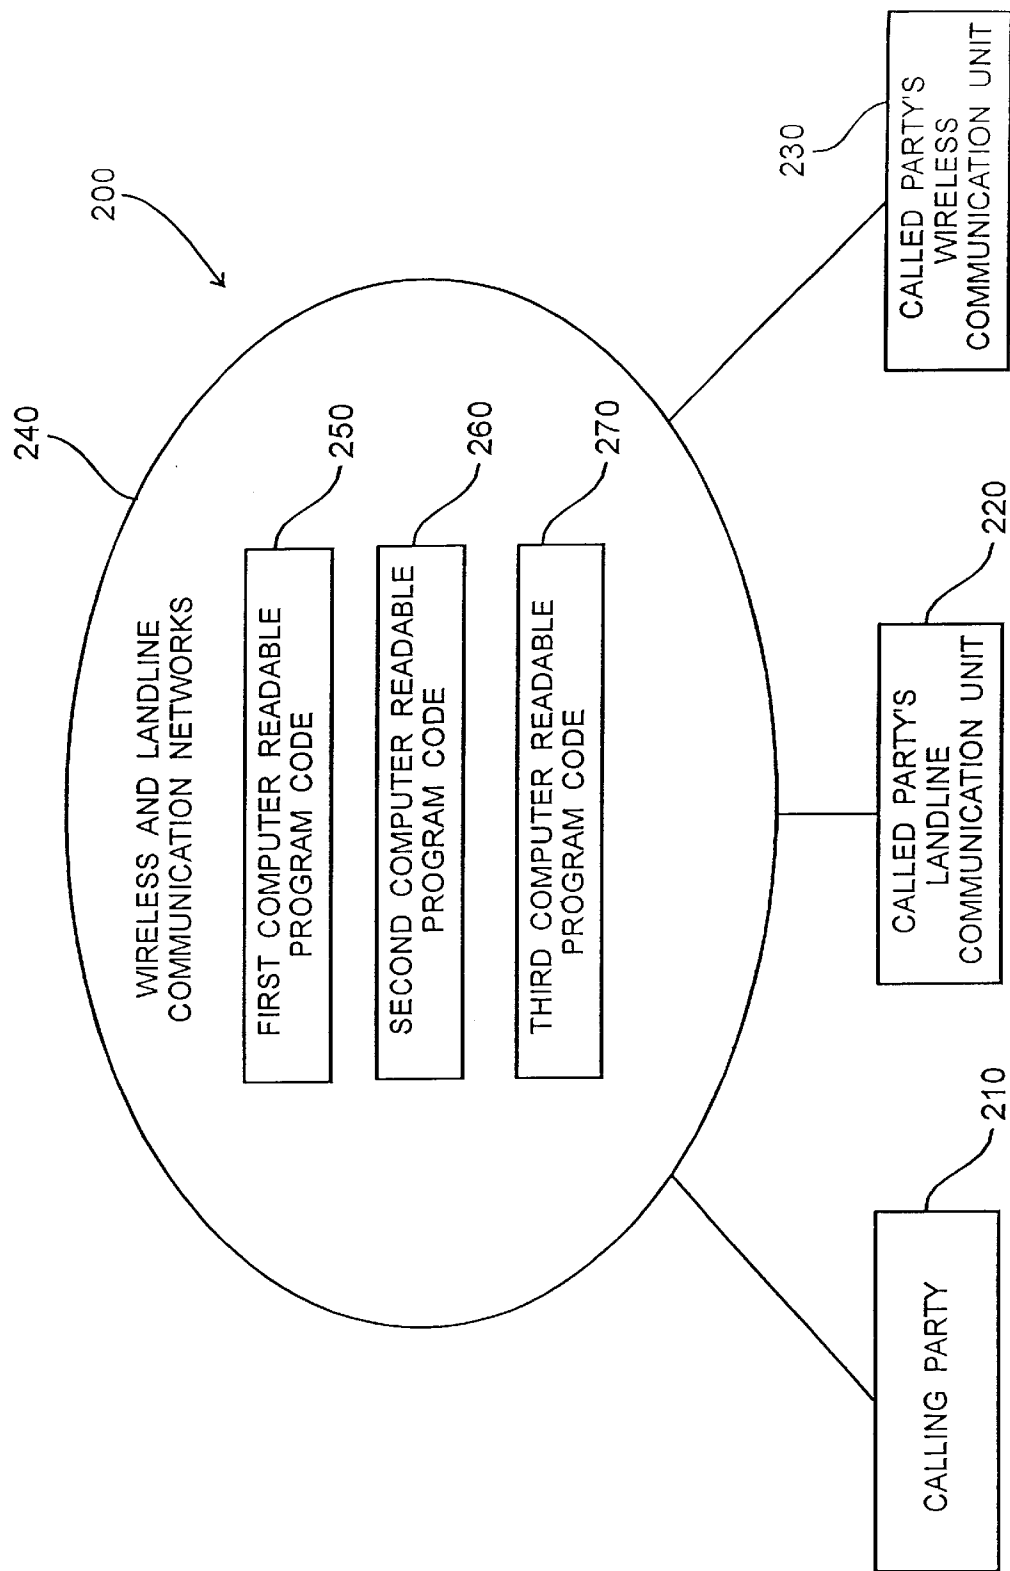 200
240
WIRELESS AND LANDLINE
COMMUNICATION NETWORKS
FIRST COMPUTER READABLE
PROGRAM CODE
250
SECOND COMPUTER READABLE
PROGRAM CODE
260
THIRD COMPUTER READABLE
PROGRAM CODE
270
CALLING PARTY
210
CALLED PARTY'S
LANDLINE
COMMUNICATION UNIT
220
CALLED PARTY'S
WIRELESS
COMMUNICATION UNIT
230